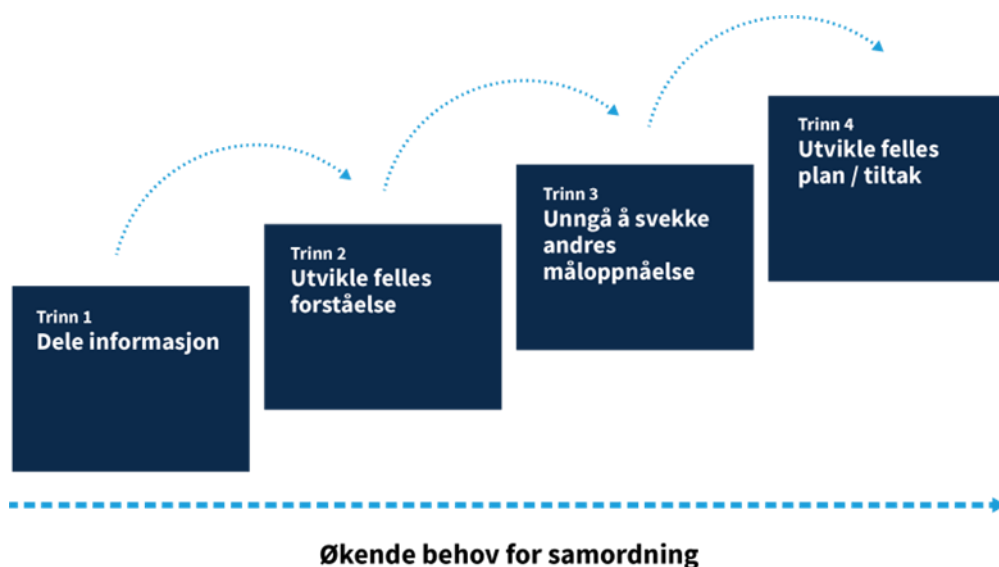 Trinn 1
Dele informasjon
Trinn 2
Utvikle felles
forståelse
Trinn 3
Unngå å svekke
andres
måloppnåelse
Trinn 4
Utvikle felles
plan / tiltak
Økende behov for samordning